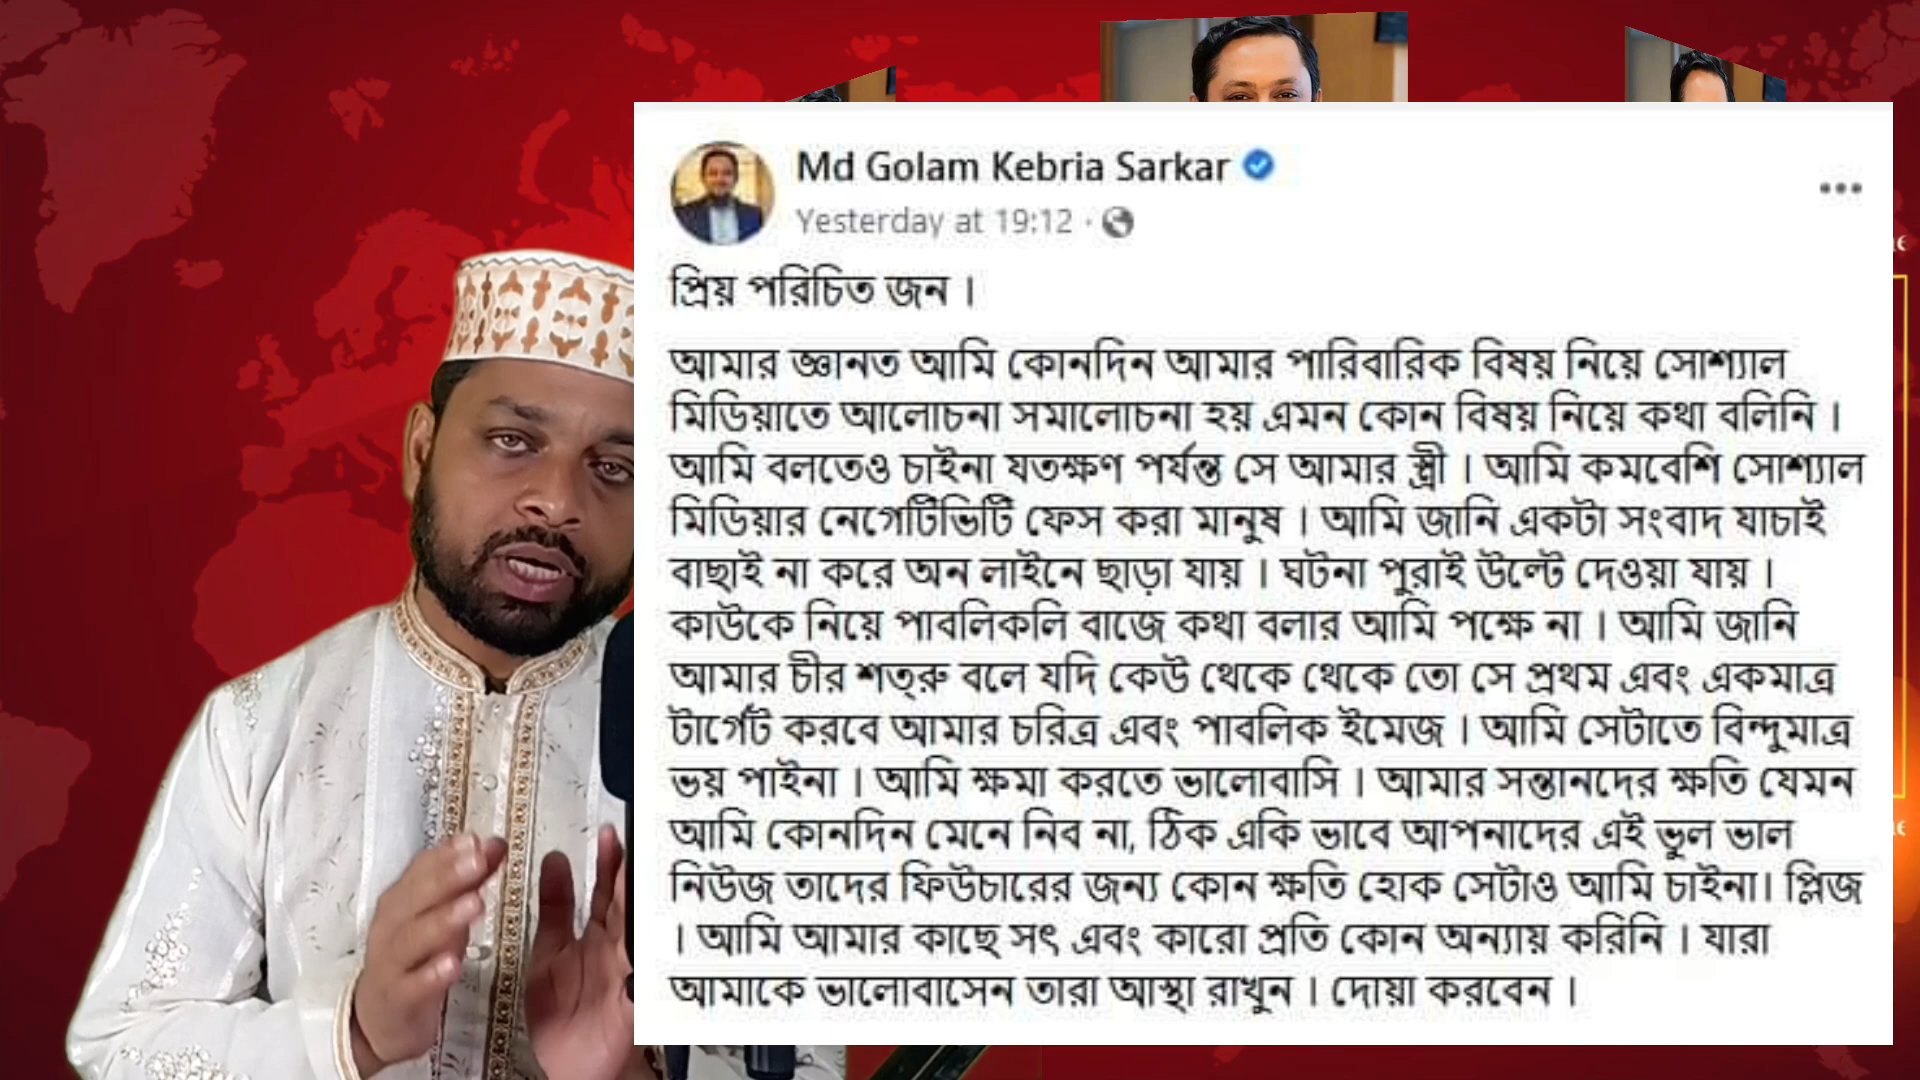 Md Golam Kebria Sarkar
Yesterday at 19:12 ·
প্রিয় পরিচিত জন ।
আমার জ্ঞানত আমি কোনদিন আমার পারিবারিক বিষয় নিয়ে সোশ্যাল
মিডিয়াতে আলোচনা সমালোচনা হয় এমন কোন বিষয় নিয়ে কথা বলিনি ।
আমি বলতেও চাইনা যতক্ষণ পর্যন্ত সে আমার স্ত্রী । আমি কমবেশি সোশ্যাল
মিডিয়ার নেগেটিভিটি ফেস করা মানুষ । আমি জানি একটা সংবাদ যাচাই
বাছাই না করে অন লাইনে ছাড়া যায় । ঘটনা পুরাই উল্টে দেওয়া যায় ।
কাউকে নিয়ে পাবলিকলি বাজে কথা বলার আমি পক্ষে না । আমি জানি
আমার চীর শত্রু বলে যদি কেউ থেকে থেকে তো সে প্রথম এবং একমাত্র
টার্গেট করবে আমার চরিত্র এবং পাবলিক ইমেজ । আমি সেটাতে বিন্দুমাত্র
ভয় পাইনা । আমি ক্ষমা করতে ভালোবাসি । আমার সন্তানদের ক্ষতি যেমন
আমি কোনদিন মেনে নিব না, ঠিক একি ভাবে আপনাদের এই ভুল ভাল
নিউজ তাদের ফিউচারের জন্য কোন ক্ষতি হোক সেটাও আমি চাইনা। প্লিজ
। আমি আমার কাছে সৎ এবং কারো প্রতি কোন অন্যায় করিনি । যারা
আমাকে ভালোবাসেন তারা আস্থা রাখুন । দোয়া করবেন ।